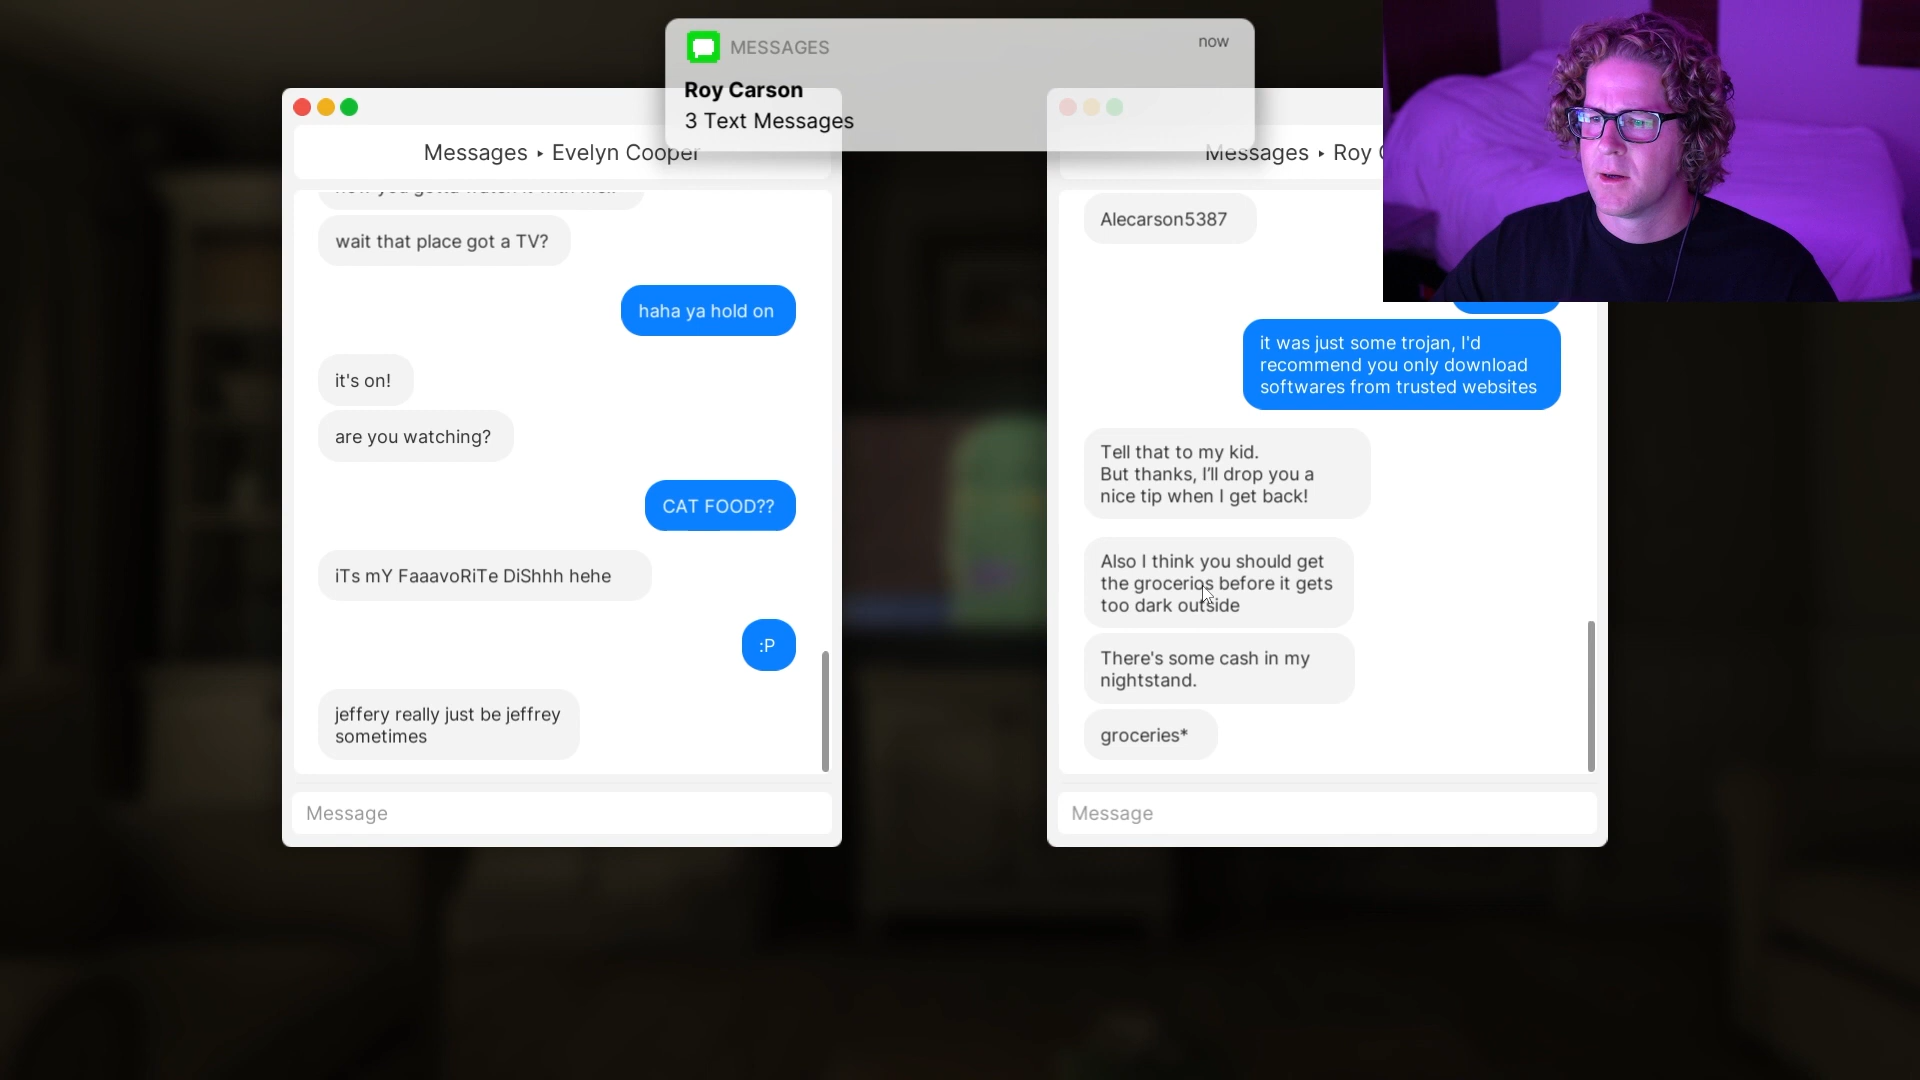 MESSAGES
now
Roy Carson
3 Text Messages
Messages ‣ Evelyn Cooper
wait that place got a TV?
haha ya hold on
it's on!
are you watching?
CAT FOOD??
iTs mY FaaavoRiTe DiShhh hehe
:P
jeffery really just be jeffrey
sometimes
Message
Messages ‣ Roy
Alecarson5387
it was just some trojan, I'd
recommend you only download
softwares from trusted websites
Tell that to my kid.
But thanks, I'll drop you a
nice tip when I get back!
Also I think you should get
the grocerios before it gets
too dark outside
There's some cash in my
nightstand.
groceries*
Message